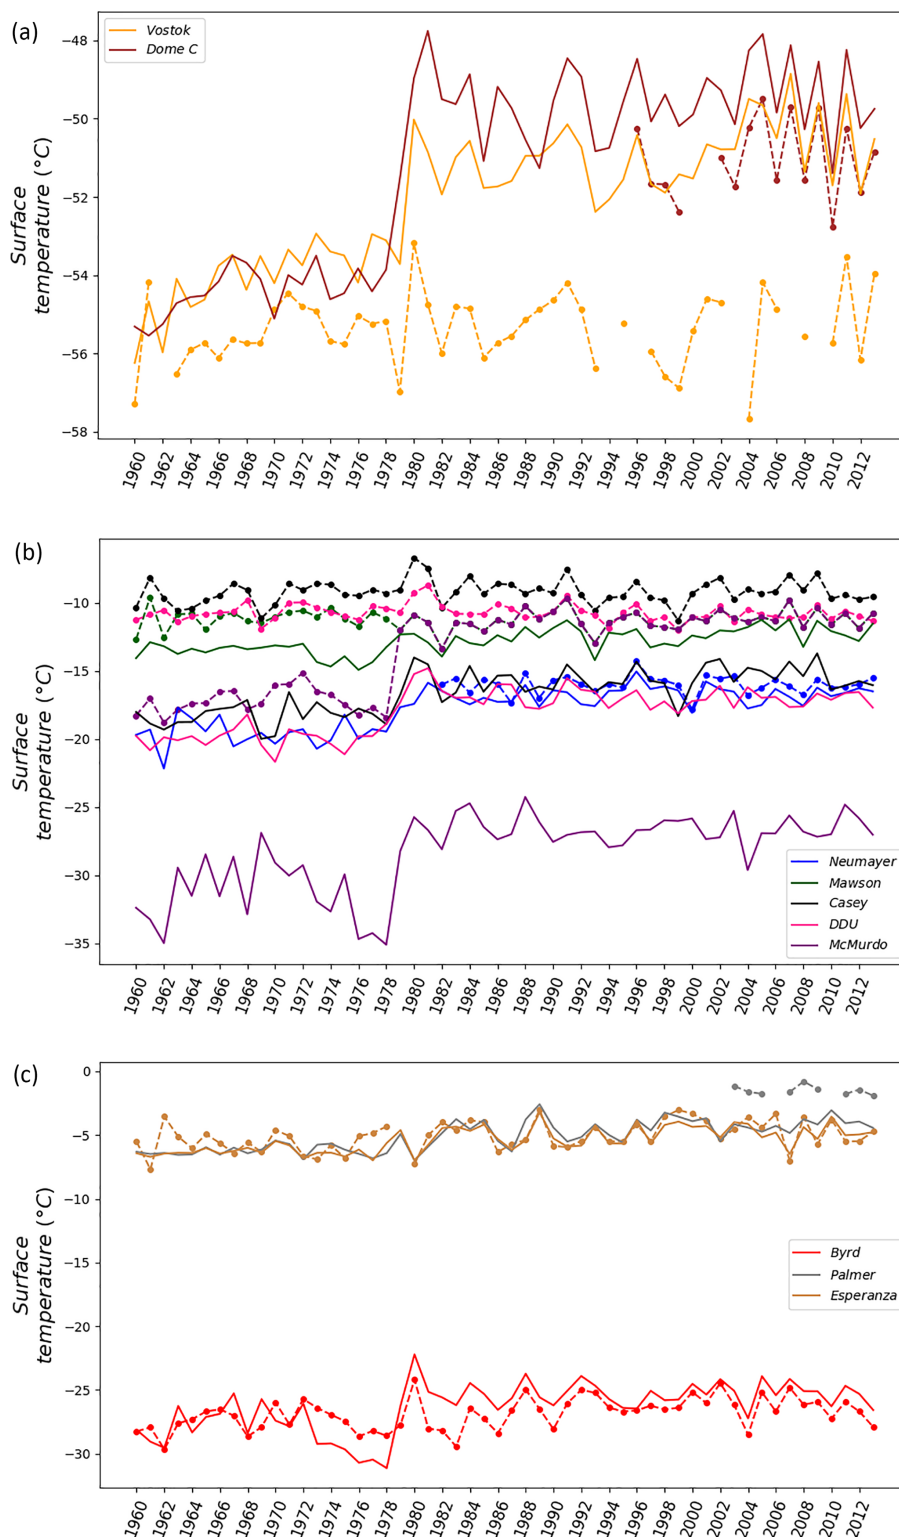 (a)
Vostok
Dome C
Surface
temperature (°C)
−48
−50
−52
−54
−56
−58
1960 1962 1964 1966 1968 1970 1972 1974 1976 1978 1980 1982 1984 1986 1988 1990 1992 1994 1996 1998 2000 2002 2004 2006 2008 2010 2012
(b)
Surface
temperature (°C)
−10
−15
−20
−25
−30
−35
Neumayer
Mawson
Casey
DDU
McMurdo
1960 1962 1964 1966 1968 1970 1972 1974 1976 1978 1980 1982 1984 1986 1988 1990 1992 1994 1996 1998 2000 2002 2004 2006 2008 2010 2012
(c)
Surface
temperature (°C)
0
−5
−10
−15
−20
−25
−30
Byrd
Palmer
Esperanza
1960 1962 1964 1966 1968 1970 1972 1974 1976 1978 1980 1982 1984 1986 1988 1990 1992 1994 1996 1998 2000 2002 2004 2006 2008 2010 2012